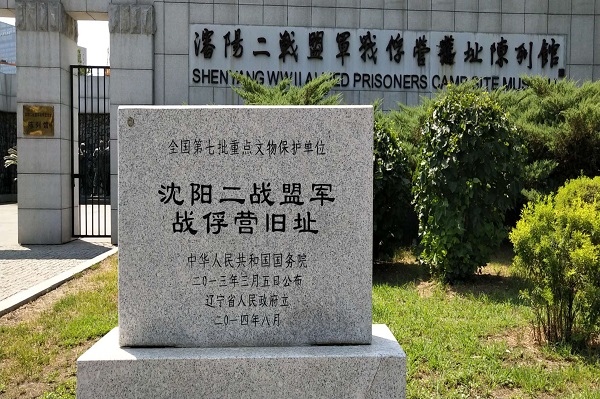 瀋陽二戰盟軍戰俘營舊址陳列館
SHENYANG WWII ALLIED PRISONERS CAMP SITE MUS
全国第七批重点文物保护单位
沈阳二战盟军
战俘营旧址
中华人民共和国国务院
二〇一三年三月五日公布
辽宁省人民政府立
二〇一四年八月